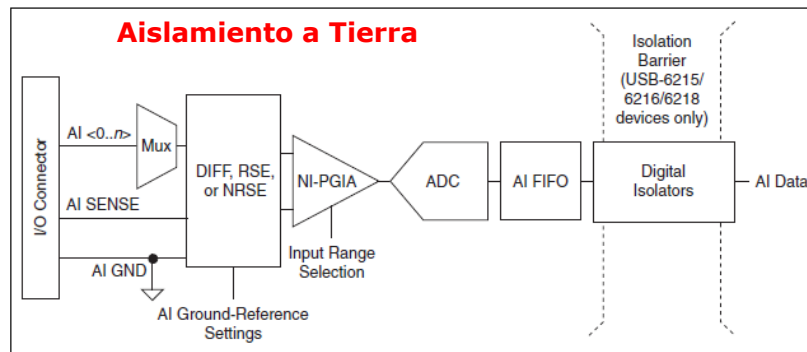 Aislamiento a Tierra
Isolation
Barrier
(USB-6215/
6216/6218
devices only)
I/O Connector
AI <0..n>
Mux
DIFF, RSE,
or NRSE
NI-PGIA
ADC
AI FIFO
Digital
Isolators
AI Data
AI SENSE
AI GND
Input Range
Selection
AI Ground-Reference
Settings